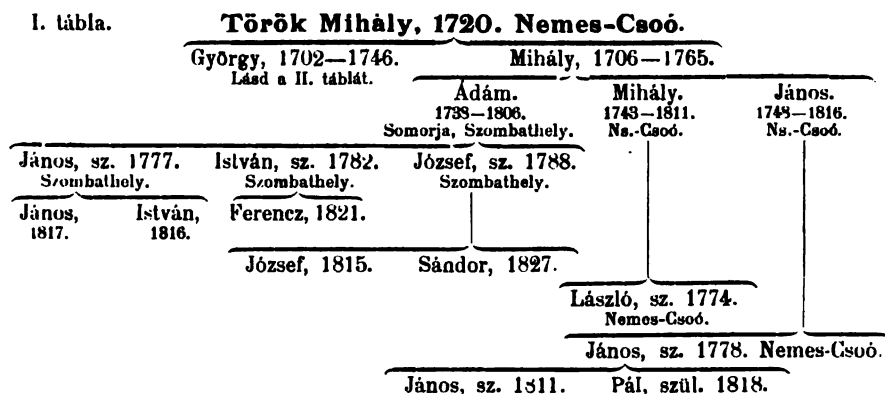 I. tábla. Török Mihály, 1720. Nemes-Csoó.
György, 1702—1746. Mihály, 1706—1765.
Lásd a II. táblát.
Ádám. Mihály. János.
1738—1806. 1743—1811. 1748—1816.
Somorja, Szombathely. Ns.-Csoó. Ns.-Csoó.
János, sz. 1777. István, sz. 1782. József, sz. 1788.
Szombathely. Szombathely. Szombathely.
János, István, Ferencz, 1821.
1817. 1816.
József, 1815. Sándor, 1827.
László, sz. 1774.
Nemes-Csoó.
János, sz. 1778. Nemes-Csoó.
János, sz. 1811. Pál, szül. 1818.